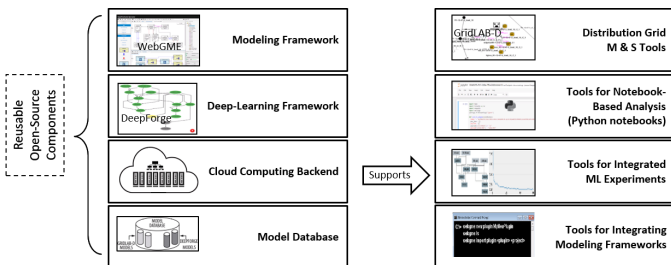 Reusable
Open-Source
Components
WebGME
Modeling Framework
DeepForge
Deep-Learning Framework
Cloud Computing Backend
MODEL
DATABASE
GRIDLAB-D
MODELS
DEEPFORGE
MODELS
Model Database
Supports
GridLAB-D
Distribution Grid
M & S Tools
Tools for Notebook-
Based Analysis
(Python notebooks)
Tools for Integrated
ML Experiments
Tools for Integrating
Modeling Frameworks